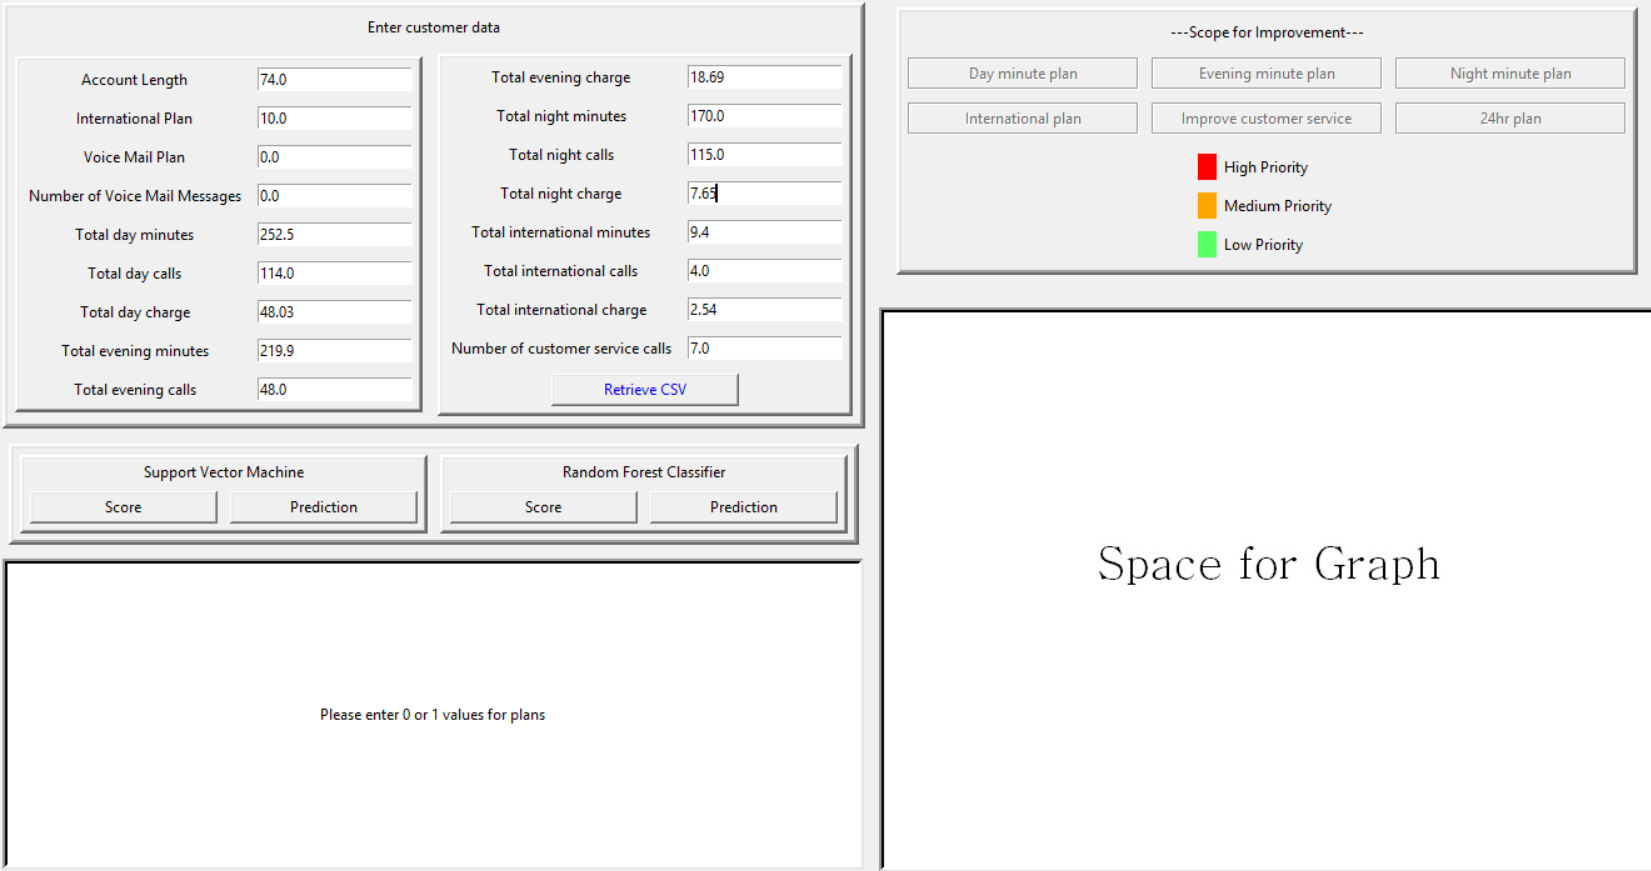 Enter customer data
Account Length 74.0
International Plan 10.0
Voice Mail Plan 0.0
Number of Voice Mail Messages 0.0
Total day minutes 252.5
Total day calls 114.0
Total day charge 48.03
Total evening minutes 219.9
Total evening calls 48.0
Total evening charge 18.69
Total night minutes 170.0
Total night calls 115.0
Total night charge 7.65
Total international minutes 9.4
Total international calls 4.0
Total international charge 2.54
Number of customer service calls 7.0
Retrieve CSV
Support Vector Machine
Score Prediction
Random Forest Classifier
Score Prediction
Please enter 0 or 1 values for plans
---Scope for Improvement---
Day minute plan Evening minute plan Night minute plan
International plan Improve customer service 24hr plan
High Priority
Medium Priority
Low Priority
Space for Graph